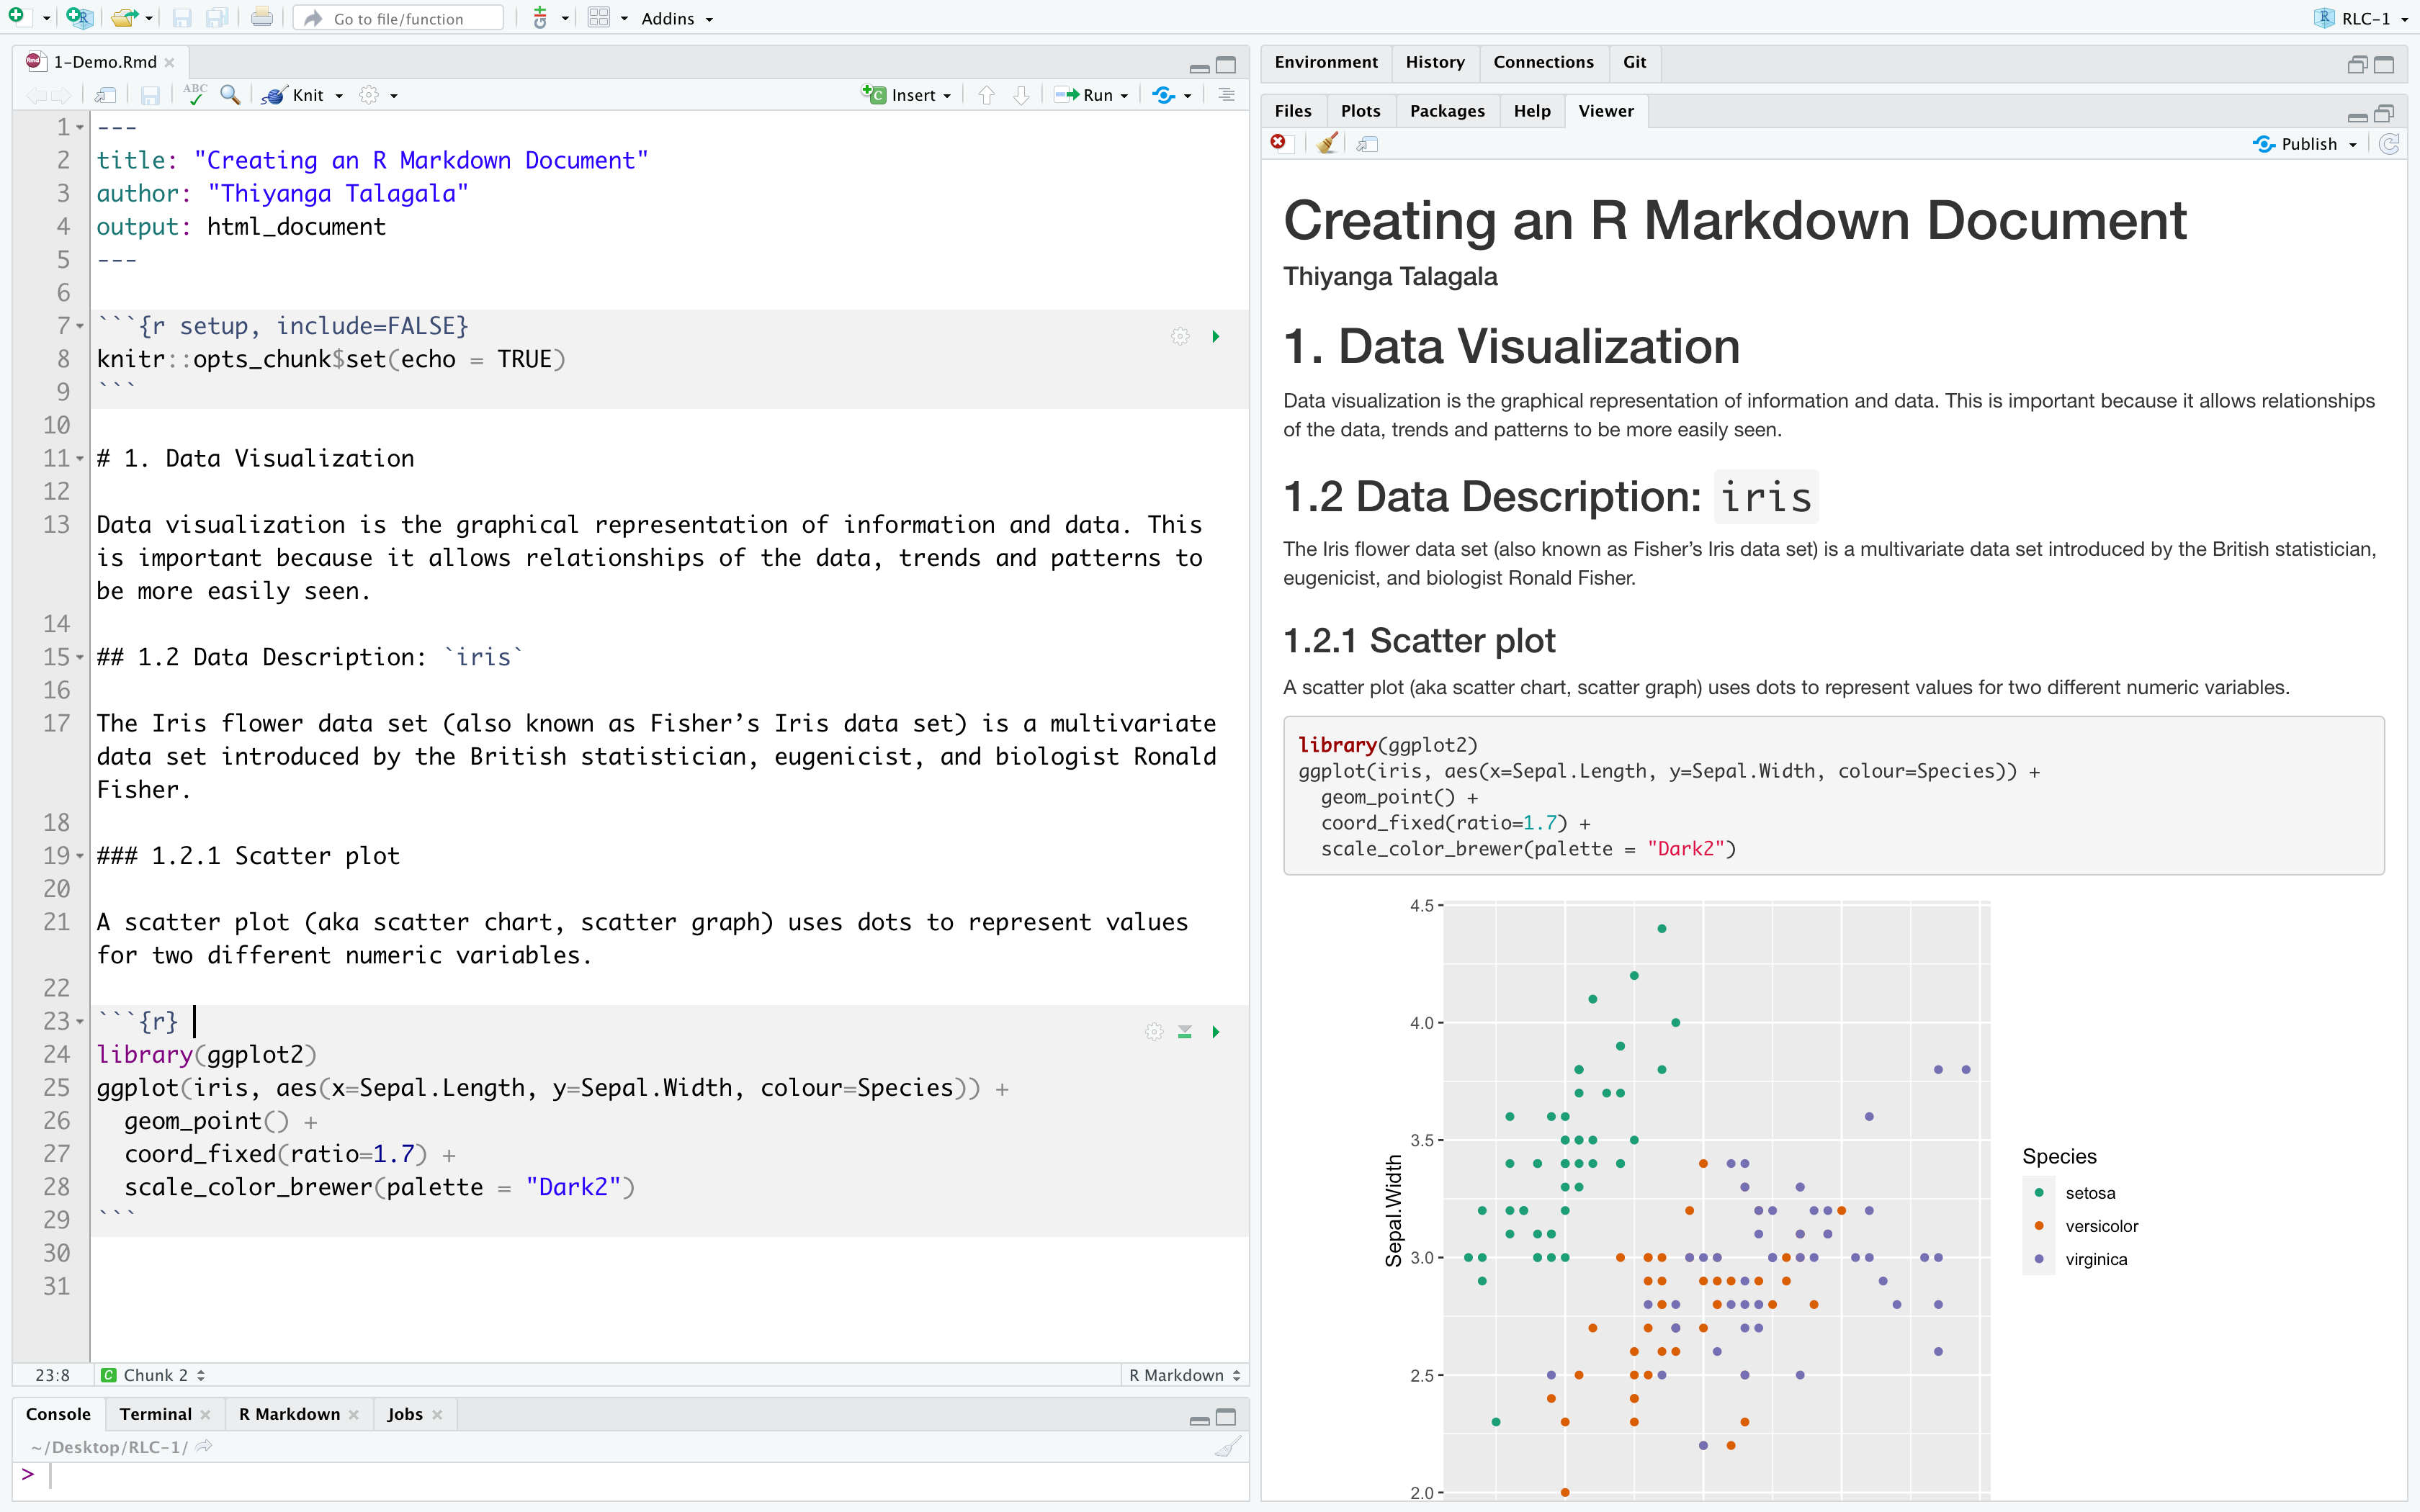 Go to file/function
Addins
RLC-1
1-Demo.Rmd
ABC
Knit
Insert
Run
1 ---
2 title: "Creating an R Markdown Document"
3 author: "Thiyanga Talagala"
4 output: html_document
5 ---
6
7 ```{r setup, include=FALSE}
8 knitr::opts_chunk$set(echo = TRUE)
9 ```
10
11 # 1. Data Visualization
12
13 Data visualization is the graphical representation of information and data. This
is important because it allows relationships of the data, trends and patterns to
be more easily seen.
14
15 ## 1.2 Data Description: `iris`
16
17 The Iris flower data set (also known as Fisher’s Iris data set) is a multivariate
data set introduced by the British statistician, eugenicist, and biologist Ronald
Fisher.
18
19 ### 1.2.1 Scatter plot
20
21 A scatter plot (aka scatter chart, scatter graph) uses dots to represent values
for two different numeric variables.
22
23 ```{r}
24 library(ggplot2)
25 ggplot(iris, aes(x=Sepal.Length, y=Sepal.Width, colour=Species)) +
26   geom_point() +
27   coord_fixed(ratio=1.7) +
28   scale_color_brewer(palette = "Dark2")
29 ```
30
31
23:8 C Chunk 2 R Markdown
Console Terminal R Markdown Jobs
~/Desktop/RLC-1/
>
Environment History Connections Git
Files Plots Packages Help Viewer
Publish
Creating an R Markdown Document
Thiyanga Talagala
1. Data Visualization
Data visualization is the graphical representation of information and data. This is important because it allows relationships
of the data, trends and patterns to be more easily seen.
1.2 Data Description: iris
The Iris flower data set (also known as Fisher’s Iris data set) is a multivariate data set introduced by the British statistician,
eugenicist, and biologist Ronald Fisher.
1.2.1 Scatter plot
A scatter plot (aka scatter chart, scatter graph) uses dots to represent values for two different numeric variables.
library(ggplot2)
ggplot(iris, aes(x=Sepal.Length, y=Sepal.Width, colour=Species)) +
  geom_point() +
  coord_fixed(ratio=1.7) +
  scale_color_brewer(palette = "Dark2")
4.5
4.0
3.5
3.0
2.5
2.0
Sepal.Width
Species
setosa
versicolor
virginica